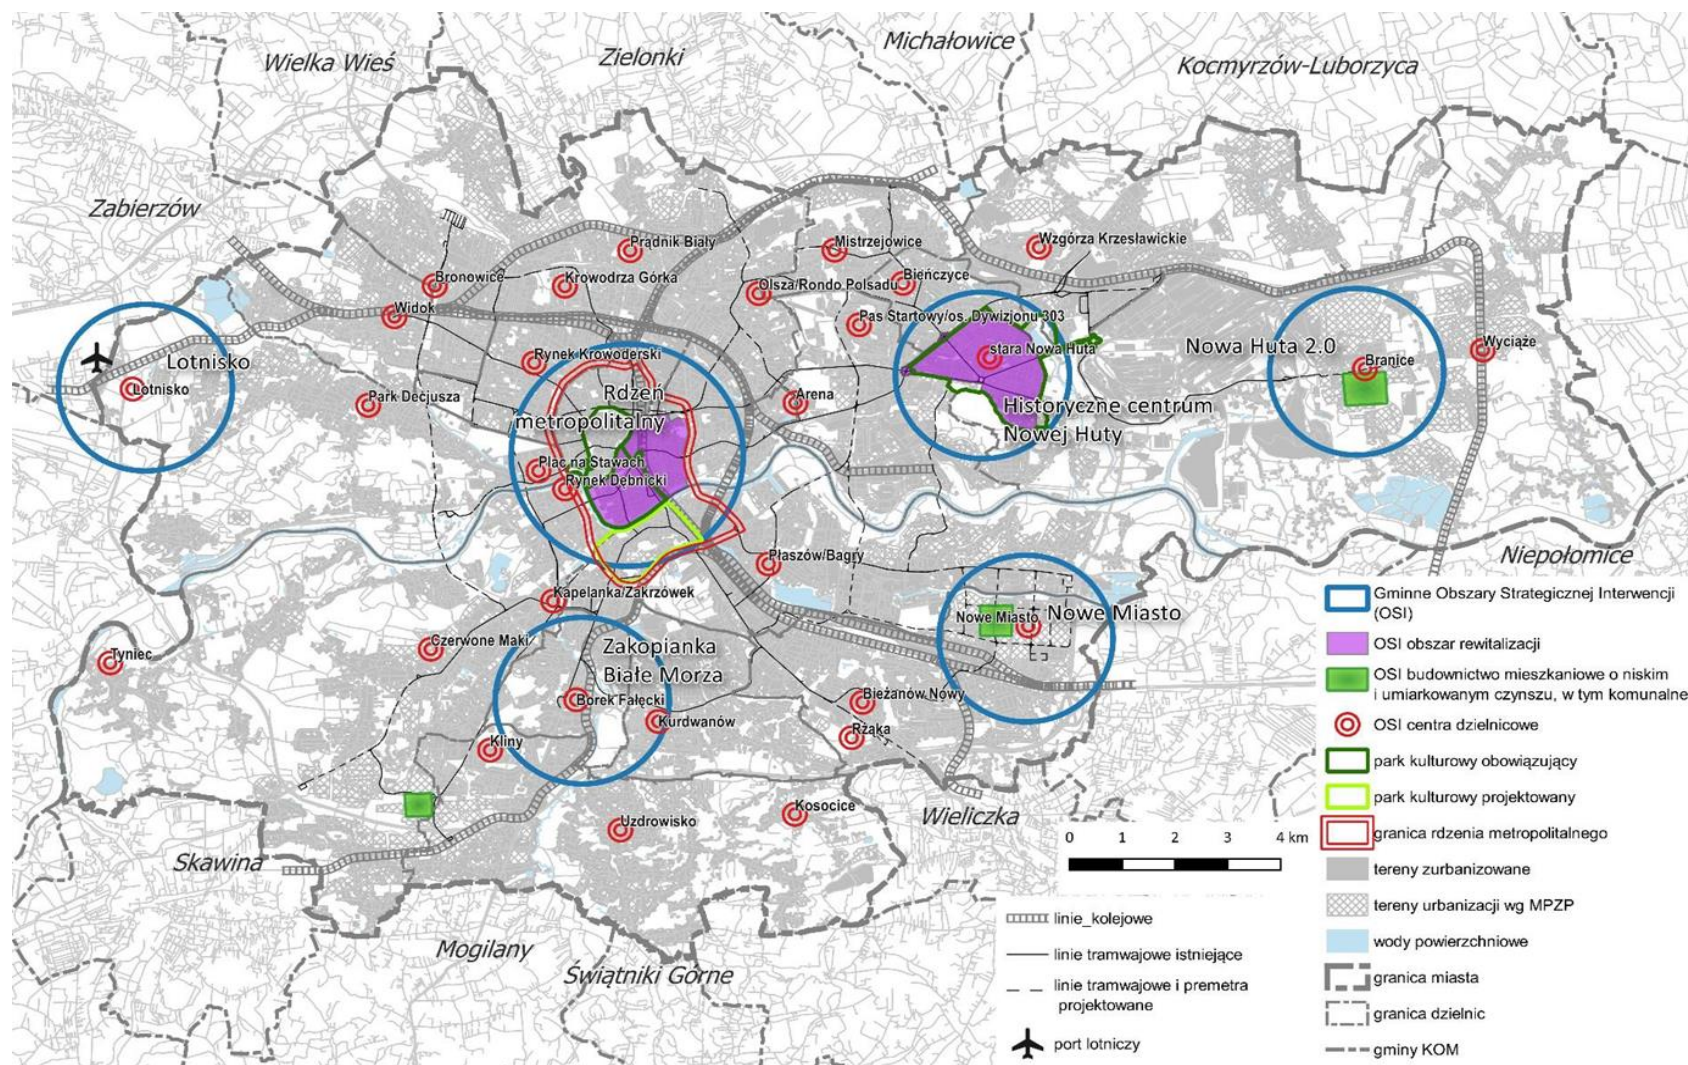 Wielka Wieś
Zielonki
Michałowice
Kocmyrzów-Luborzyca
Zabierzów
Prądnik Biały
Mistrzejowice
Wzgórza Krzesławickie
Bronowice
Krowodrza Górka
Olsza/Rondo Polsadu
Bieńczyce
Widok
Pas Startowy/os. Dywizjonu 303
Lotnisko
Rynek Krowoderski
stara Nowa Huta
Nowa Huta 2.0
Branice
Wyciąże
Lotnisko
Park Decjusza
Rdzeń
metropolitalny
Arena
Historyczne centrum
Nowej Huty
Plac na Stawach
Rynek Dębnicki
Płaszów/Bagry
Niepołomice
Kapelanka/Zakrzówek
Nowe Miasto
Nowe Miasto
Czerwone Maki
Zakopianka
Białe Morza
Tyniec
Borek Fałęcki
Kurdwanów
Bieżanów Nowy
Rżąka
Kliny
Kosocice
Uzdrowisko
Wieliczka
Skawina
Mogilany
Świątniki Górne
0 1 2 3 4 km
linie_kolejowe
linie tramwajowe istniejące
linie tramwajowe i premetra
projektowane
port lotniczy
Gminne Obszary Strategicznej Interwencji
(OSI)
OSI obszar rewitalizacji
OSI budownictwo mieszkaniowe o niskim
i umiarkowanym czynszu, w tym komunalne
OSI centra dzielnicowe
park kulturowy obowiązujący
park kulturowy projektowany
granica rdzenia metropolitalnego
tereny zurbanizowane
tereny urbanizacji wg MPZP
wody powierzchniowe
granica miasta
granica dzielnic
gminy KOM